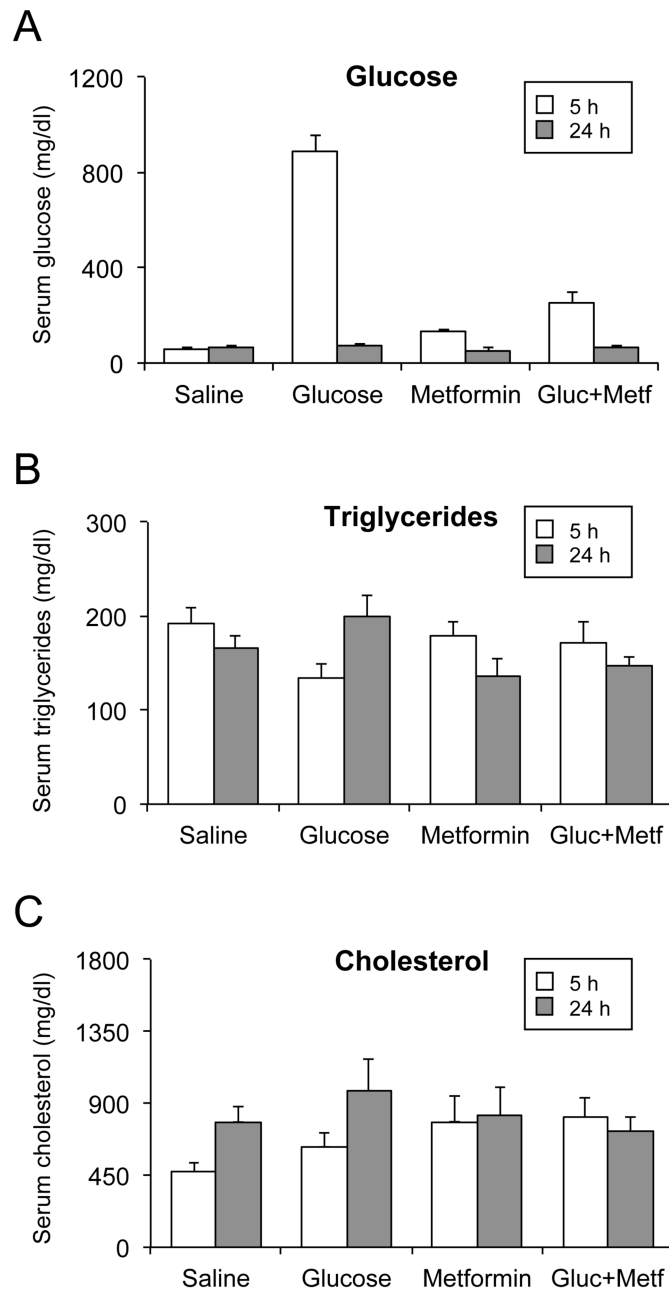 A
Glucose
5 h
24 h
Serum glucose (mg/dl)
1200
800
400
0
Saline Glucose Metformin Gluc+Metf
B
Triglycerides
5 h
24 h
Serum triglycerides (mg/dl)
300
200
100
0
Saline Glucose Metformin Gluc+Metf
C
Cholesterol
5 h
24 h
Serum cholesterol (mg/dl)
1800
1350
900
450
0
Saline Glucose Metformin Gluc+Metf